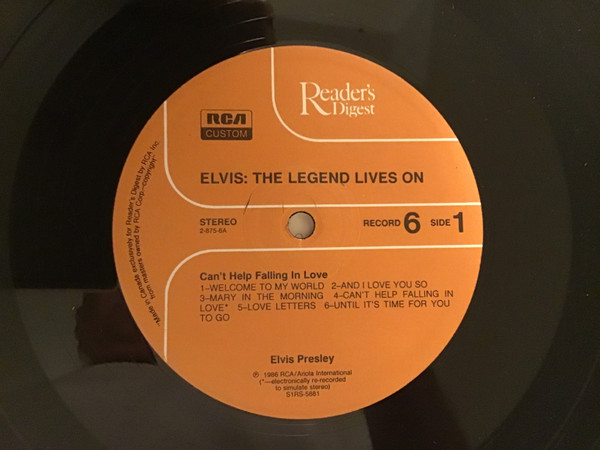 Reader's
Digest
RCA
CUSTOM
ELVIS: THE LEGEND LIVES ON
STEREO
2-675-6A
RECORD 6 SIDE 1
Can't Help Falling In Love
1–WELCOME TO MY WORLD 2–AND I LOVE YOU SO
3–MARY IN THE MORNING 4–CAN'T HELP FALLING IN
LOVE* 5–LOVE LETTERS 6–UNTIL IT'S TIME FOR YOU
TO GO
Elvis Presley
℗ 1986 RCA/Ariola International
(*—electronically re-recorded
to simulate stereo)
S1RS-5881
"Made in Canada exclusively for Reader's Digest by RCA Inc.
from masters owned by RCA Corp.–copyright"